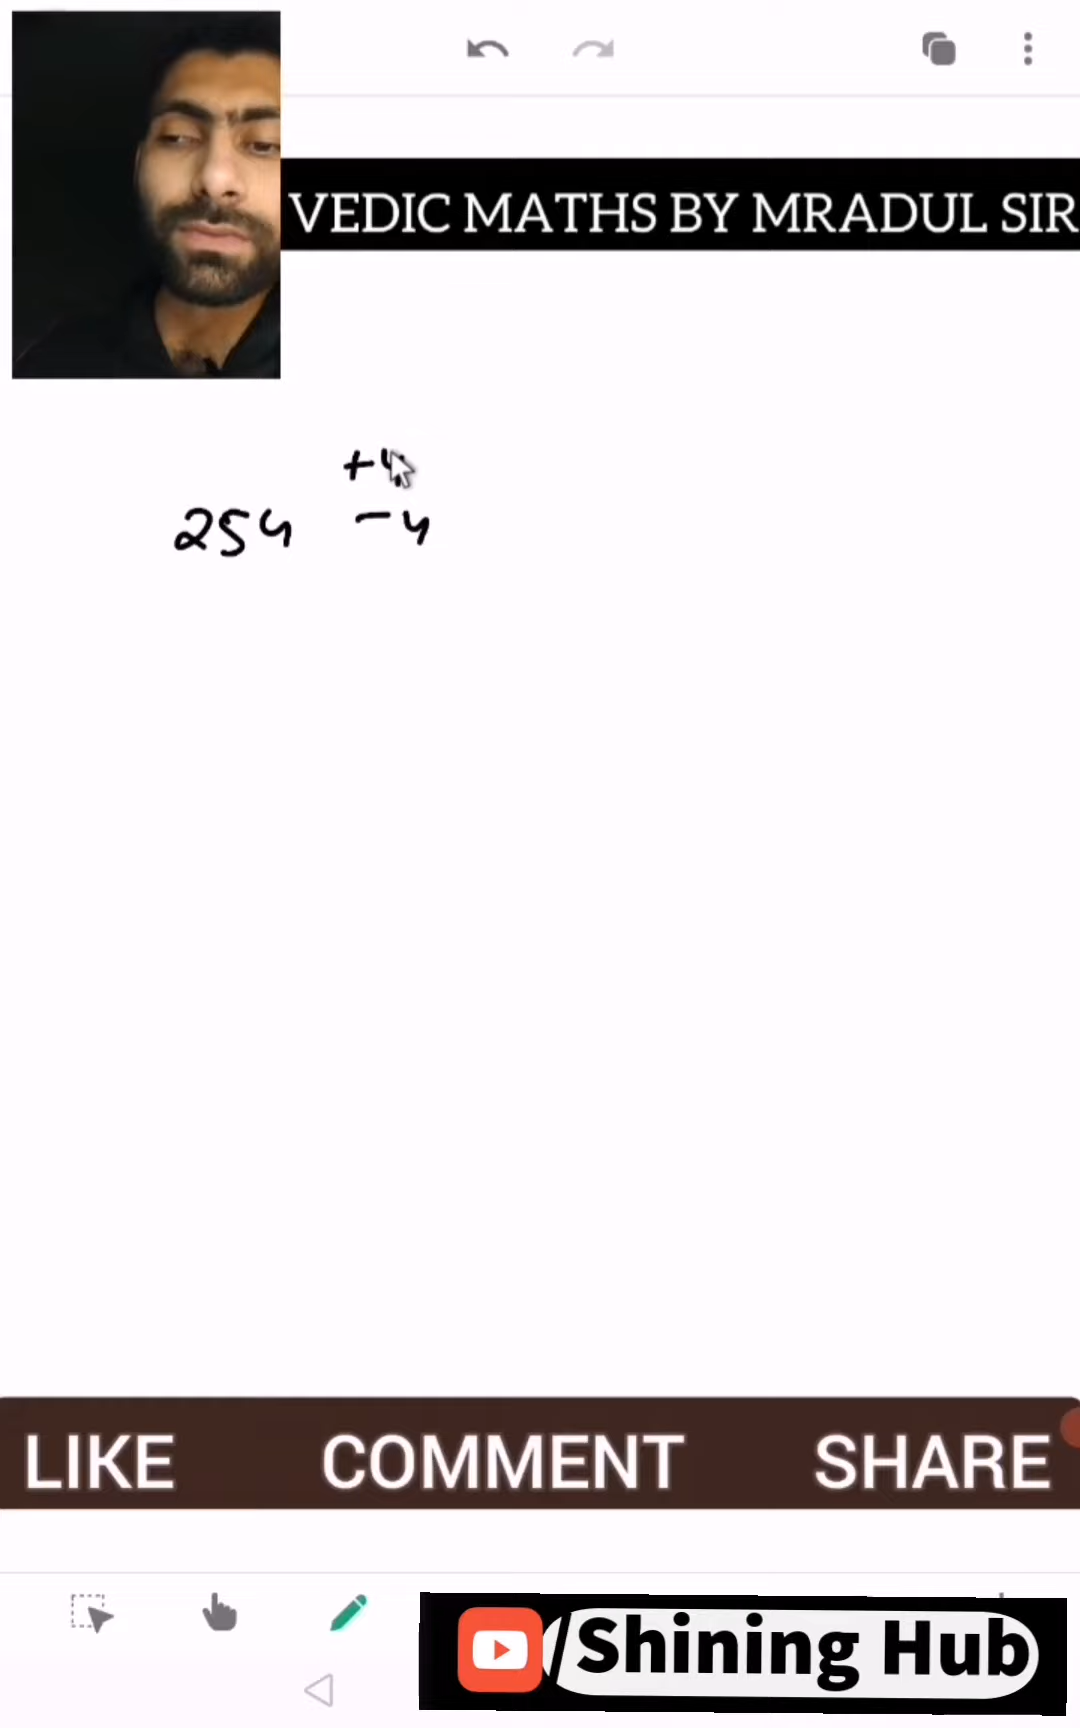 VEDIC MATHS BY MRADUL SIR
+4
254 -4
LIKE COMMENT SHARE
/Shining Hub